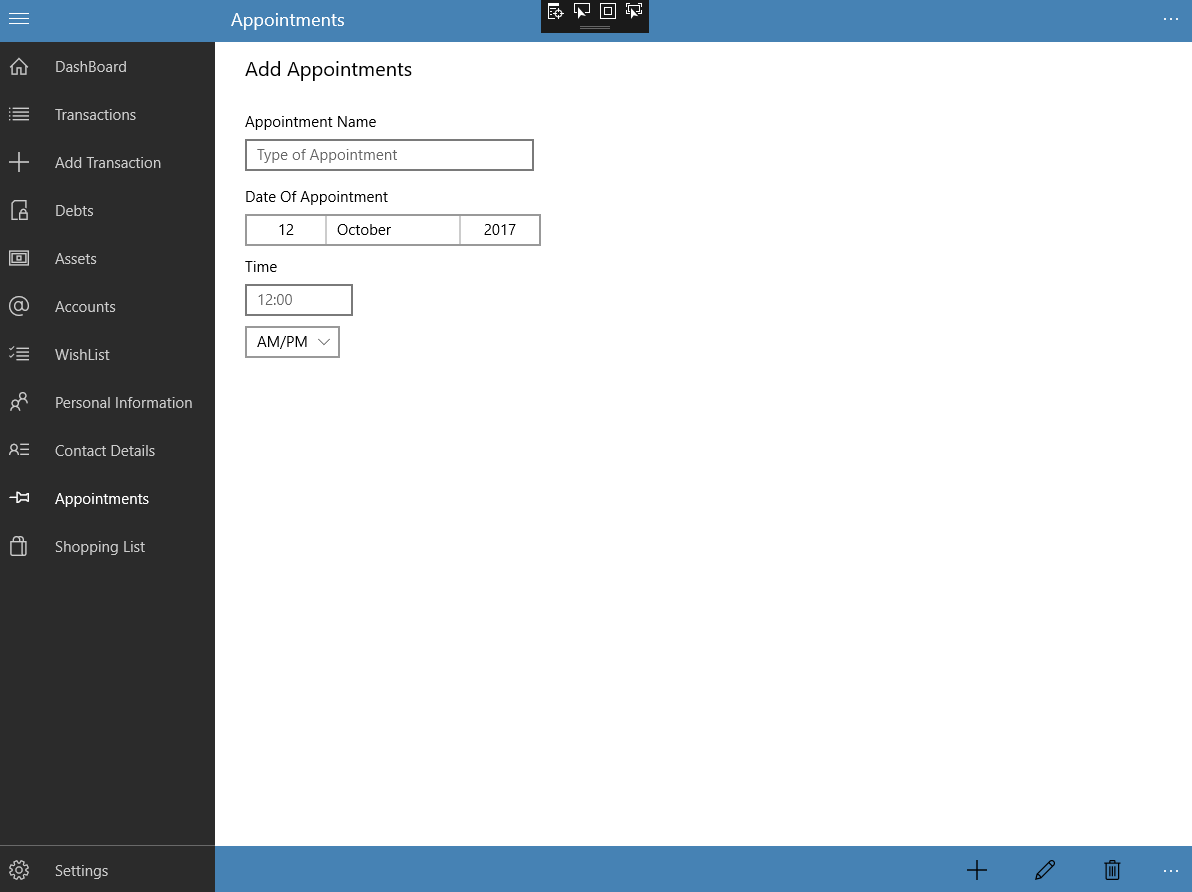 Appointments
DashBoard
Transactions
Add Transaction
Debts
Assets
Accounts
WishList
Personal Information
Contact Details
Appointments
Shopping List
Settings
Add Appointments
Appointment Name
Type of Appointment
Date Of Appointment
12 October 2017
Time
12:00
AM/PM